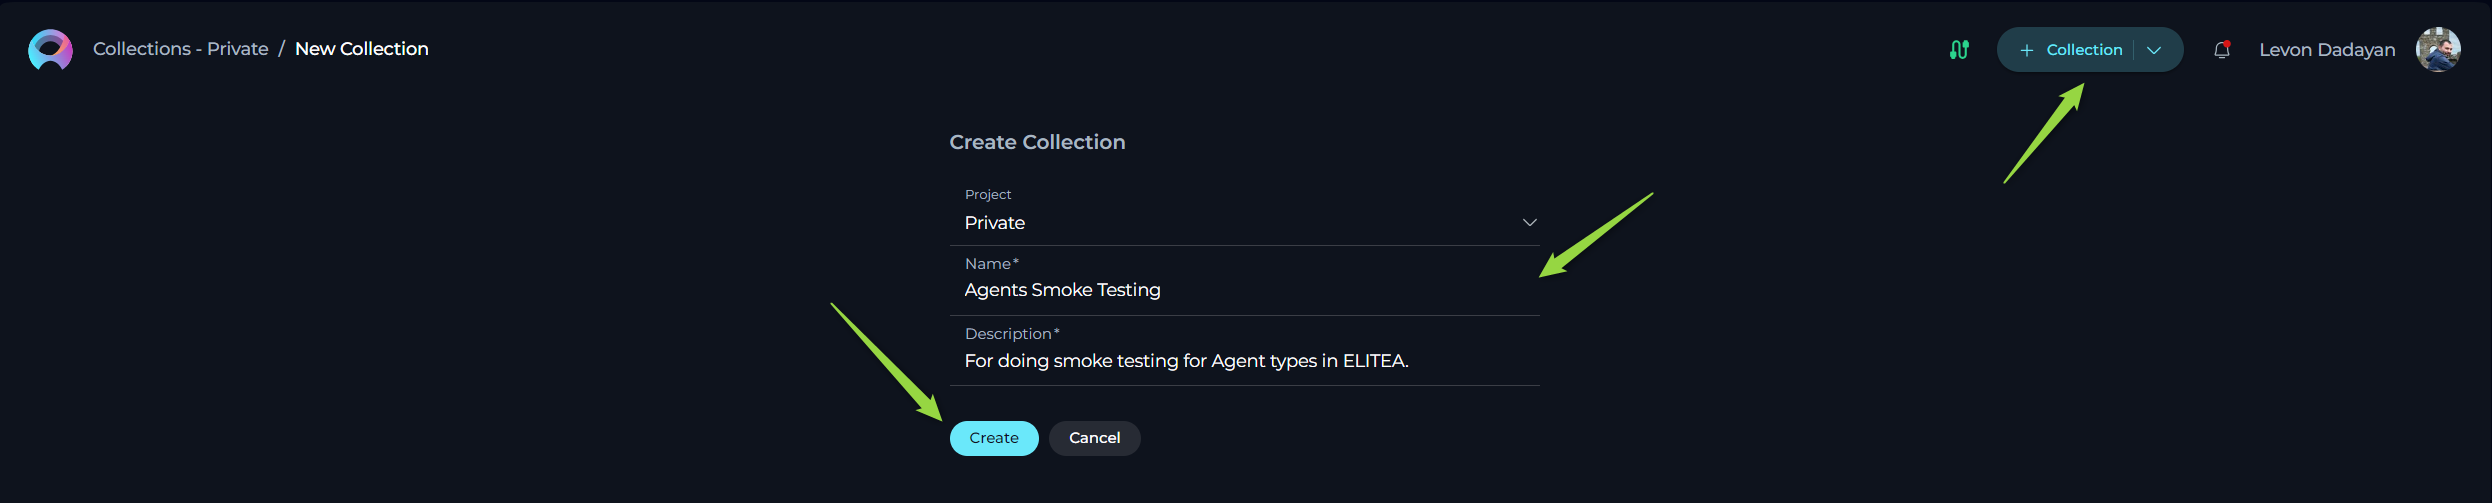 Collections - Private / New Collection
+ Collection
Levon Dadayan
Create Collection
Project
Private
Name*
Agents Smoke Testing
Description*
For doing smoke testing for Agent types in ELITEA.
Create Cancel